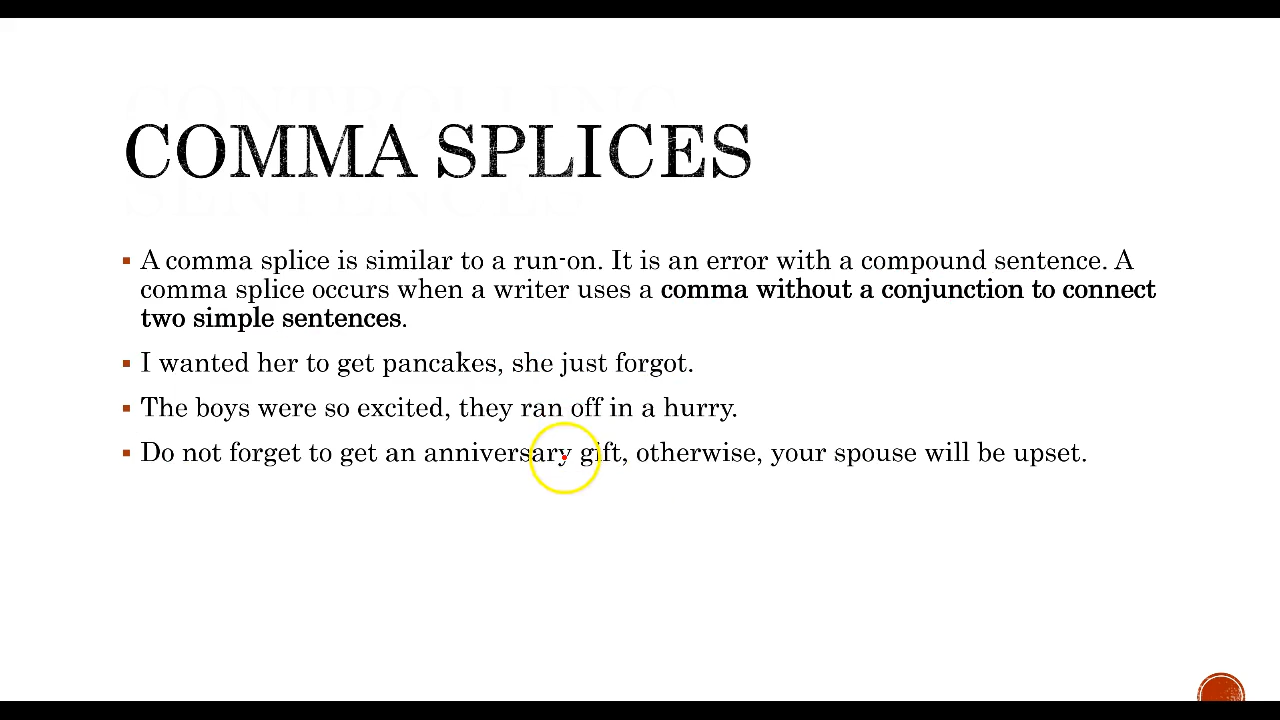 COMMA SPLICES
A comma splice is similar to a run-on. It is an error with a compound sentence. A
comma splice occurs when a writer uses a comma without a conjunction to connect
two simple sentences.
I wanted her to get pancakes, she just forgot.
The boys were so excited, they ran off in a hurry.
Do not forget to get an anniversary gift, otherwise, your spouse will be upset.